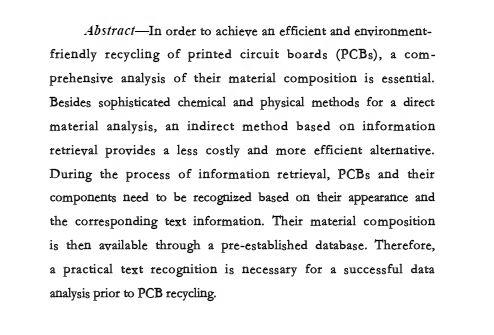 Abstract—In order to achieve an efficient and environment-
friendly recycling of printed circuit boards (PCBs), a com-
prehensive analysis of their material composition is essential.
Besides sophisticated chemical and physical methods for a direct
material analysis, an indirect method based on information
retrieval provides a less costly and more efficient alternative.
During the process of information retrieval, PCBs and their
components need to be recognized based on their appearance and
the corresponding text information. Their material composition
is then available through a pre-established database. Therefore,
a practical text recognition is necessary for a successful data
analysis prior to PCB recycling.